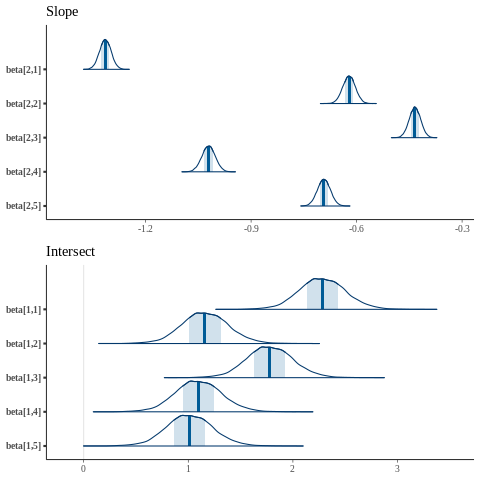 Slope
beta[2,1]
beta[2,2]
beta[2,3]
beta[2,4]
beta[2,5]
-1.2 -0.9 -0.6 -0.3
Intersect
beta[1,1]
beta[1,2]
beta[1,3]
beta[1,4]
beta[1,5]
0 1 2 3